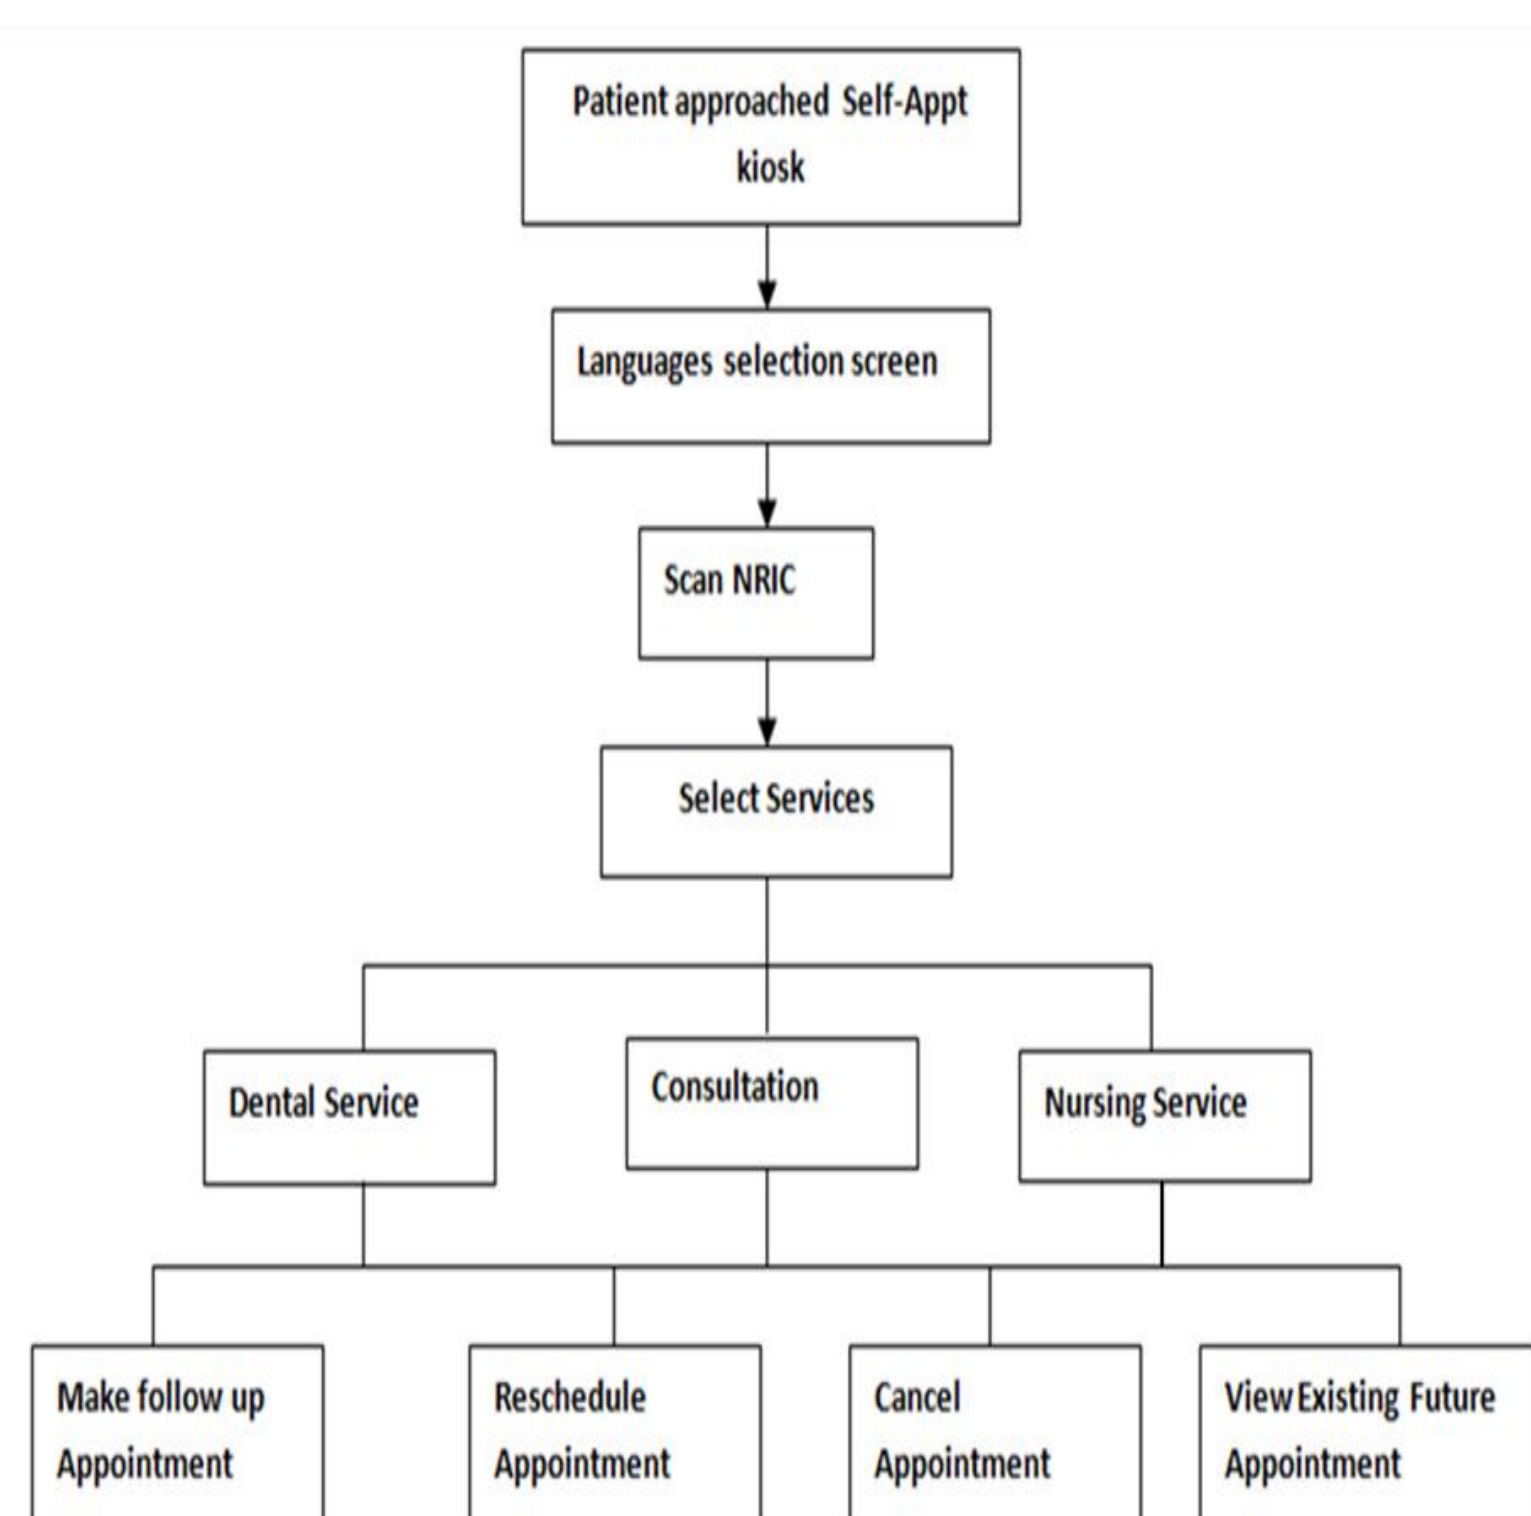 Patient approached Self-Appt
kiosk
Languages selection screen
Scan NRIC
Select Services
Dental Service
Consultation
Nursing Service
Make follow up
Appointment
Reschedule
Appointment
Cancel
Appointment
View Existing Future
Appointment